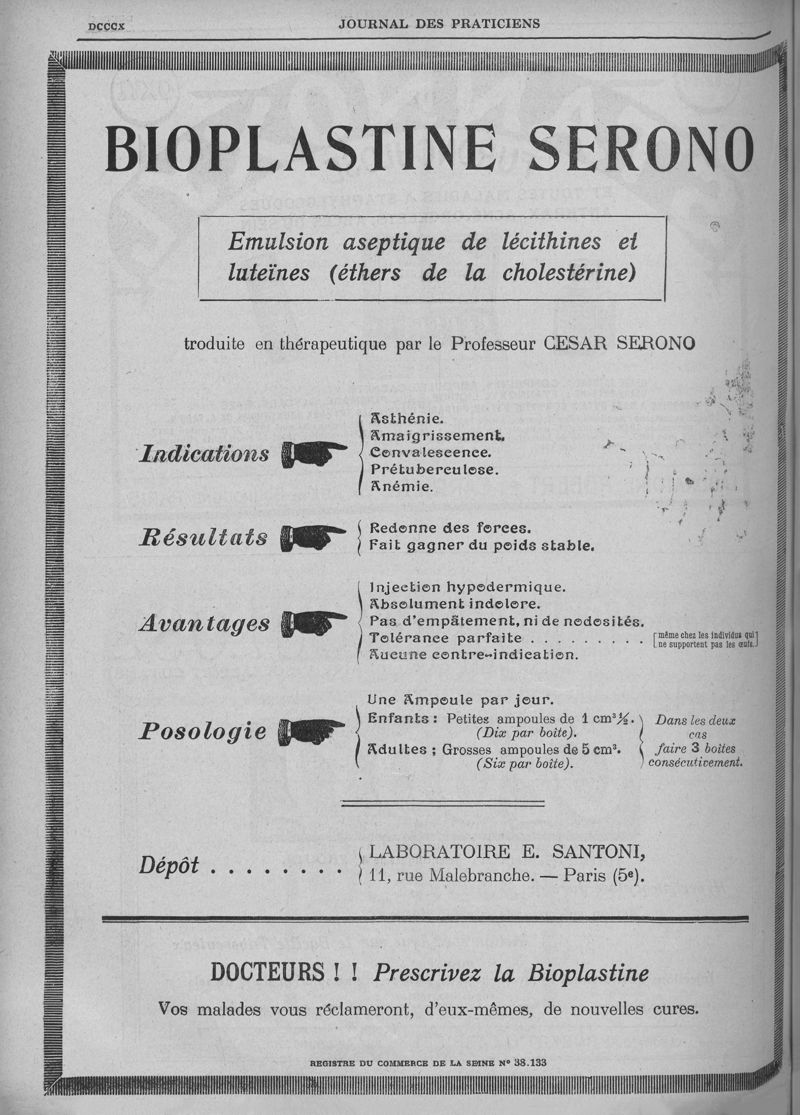 DCCCX
JOURNAL DES PRATICIENS
BIOPLASTINE SERONO
Emulsion aseptique de lécithines et
luteïnes (éthers de la cholestérine)
troduite en thérapeutique par le Professeur CESAR SERONO
Indications
Asthénie.
Amaigrissement.
Convalescence.
Prétuberculose.
Anémie.
Résultats
Redonne des forces.
Fait gagner du poids stable.
Avantages
Injection hypodermique.
Absolument indolore.
Pas d'empâtement, ni de nodosités.
Tolérance parfaite . . . . . . . . . [même chez les individus qui
ne supportent pas les œufs.]
Aucune contre-indication.
Posologie
Une Ampoule par jour.
Enfants : Petites ampoules de 1 cm³ ½.
(Dix par boîte).
Adultes ; Grosses ampoules de 5 cm³.
(Six par boîte).
Dans les deux
cas
faire 3 boîtes
consécutivement.
Dépôt . . . . . . . .
LABORATOIRE E. SANTONI,
11, rue Malebranche. — Paris (5e).
DOCTEURS ! ! Prescrivez la Bioplastine
Vos malades vous réclameront, d'eux-mêmes, de nouvelles cures.
REGISTRE DU COMMERCE DE LA SEINE No 38.133